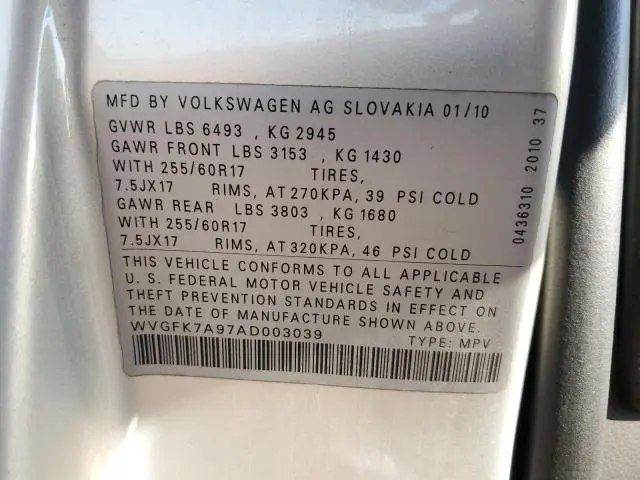 MFD BY VOLKSWAGEN AG SLOVAKIA 01/10
GVWR LBS 6493 , KG 2945
GAWR FRONT LBS 3153 , KG 1430
WITH 255/60R17 TIRES,
7.5JX17 RIMS, AT 270KPA, 39 PSI COLD
GAWR REAR LBS 3803 , KG 1680
WITH 255/60R17 TIRES,
7.5JX17 RIMS, AT 320KPA, 46 PSI COLD
THIS VEHICLE CONFORMS TO ALL APPLICABLE
U. S. FEDERAL MOTOR VEHICLE SAFETY AND
THEFT PREVENTION STANDARDS IN EFFECT ON
THE DATE OF MANUFACTURE SHOWN ABOVE.
WVGFK7A97AD003039 TYPE: MPV
0436310 2010 37